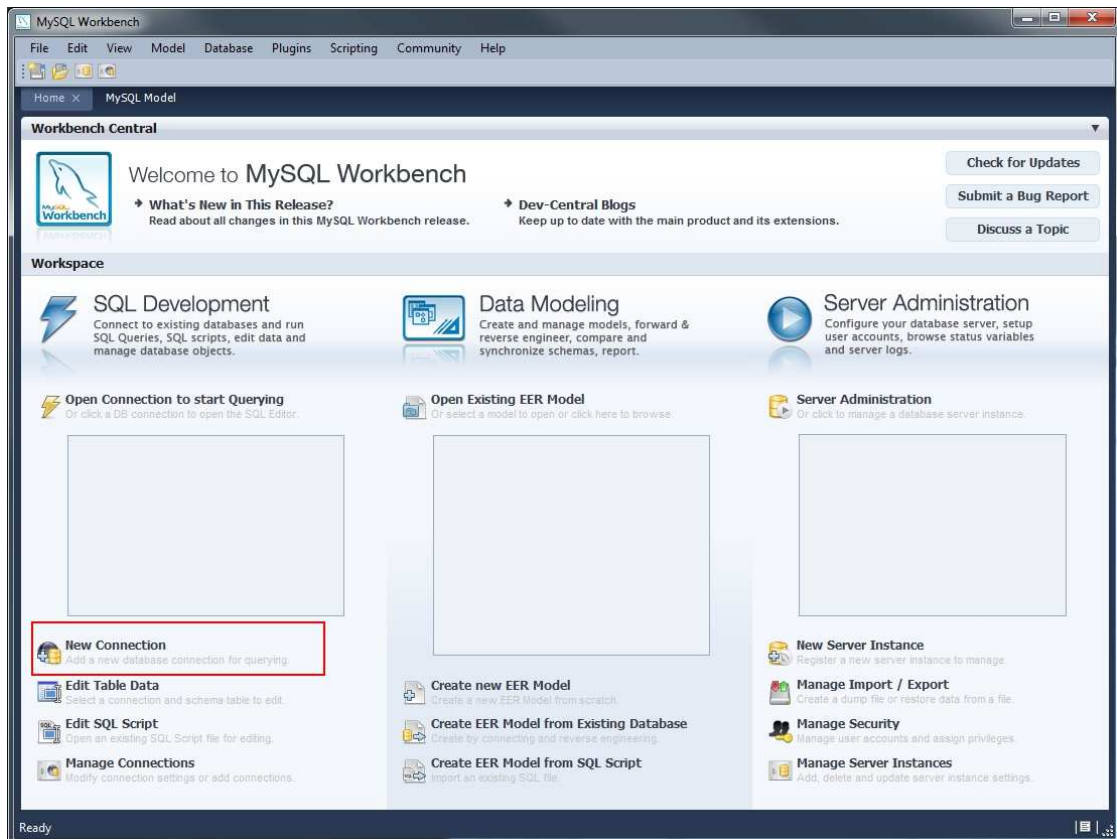 MySQL Workbench
File Edit View Model Database Plugins Scripting Community Help
Home × MySQL Model
Workbench Central
MySQL
Workbench
Welcome to MySQL Workbench
What's New in This Release?
Read about all changes in this MySQL Workbench release.
Dev-Central Blogs
Keep up to date with the main product and its extensions.
Check for Updates
Submit a Bug Report
Discuss a Topic
Workspace
SQL Development
Connect to existing databases and run
SQL Queries, SQL scripts, edit data and
manage database objects.
Open Connection to start Querying
Or click a DB connection to open the SQL Editor.
New Connection
Add a new database connection for querying.
Edit Table Data
Select a connection and schema table to edit.
Edit SQL Script
Open an existing SQL Script file for editing.
Manage Connections
Modify connection settings or add connections.
Data Modeling
Create and manage models, forward &
reverse engineer, compare and
synchronize schemas, report.
Open Existing EER Model
Or select a model to open or click here to browse.
Create new EER Model
Create a new EER Model from scratch.
Create EER Model from Existing Database
Create by connecting and reverse engineering.
Create EER Model from SQL Script
Import an existing SQL file.
Server Administration
Configure your database server, setup
user accounts, browse status variables
and server logs.
Server Administration
Or click to manage a database server instance.
New Server Instance
Register a new server instance to manage.
Manage Import / Export
Create a dump file or restore data from a file.
Manage Security
Manage user accounts and assign privileges.
Manage Server Instances
Add, delete and update server instance settings.
Ready